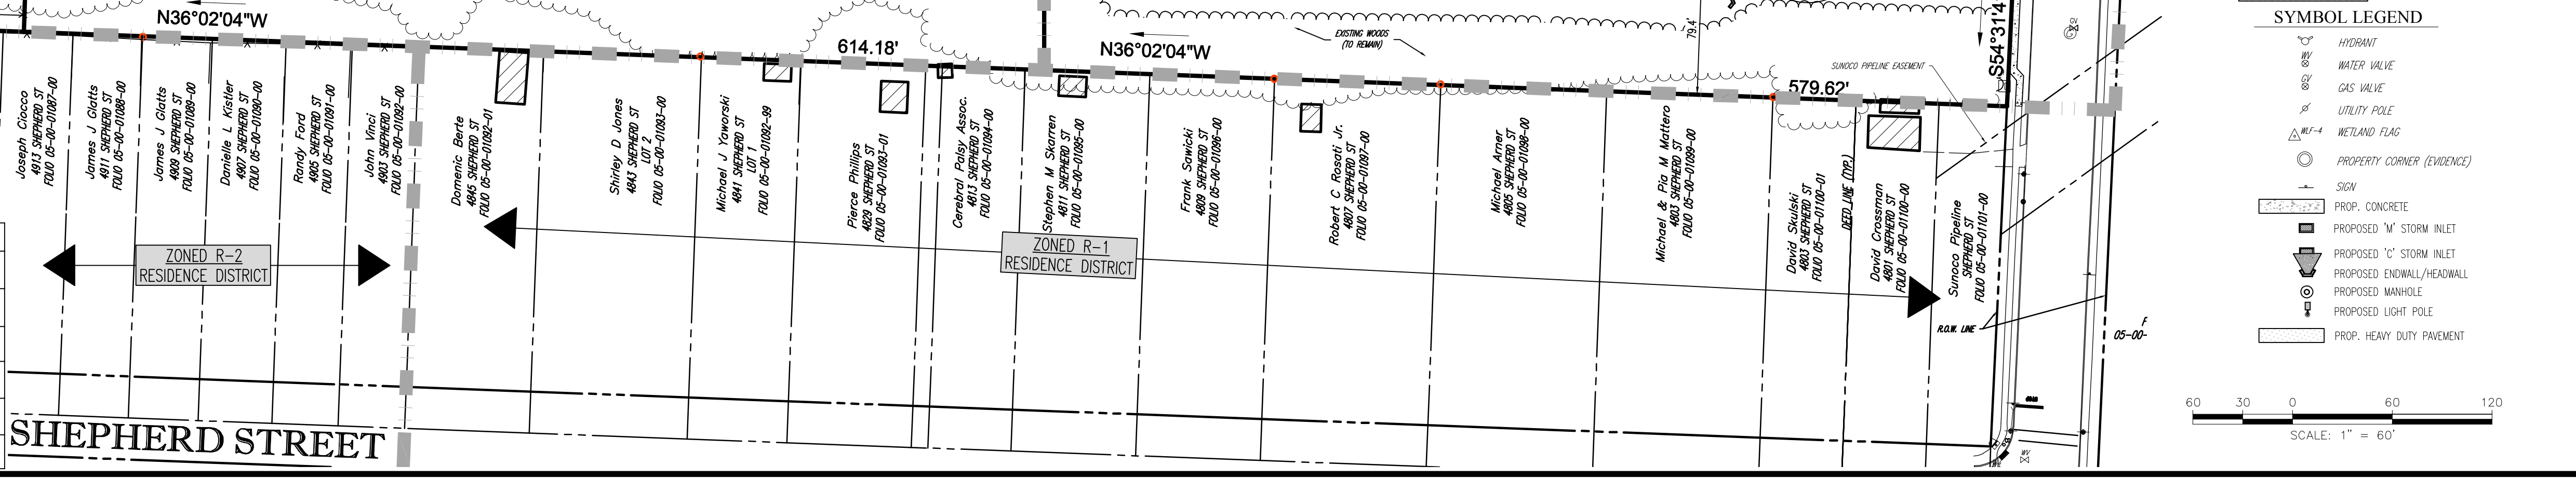 N36°02'04"W
614.18'
N36°02'04"W
EXISTING WOODS
(TO REMAIN)
79.4'
SUNOCO PIPELINE EASEMENT
579.62'
S54°31'4
Joseph Ciocco
4913 SHEPHERD ST
FOLIO 05-00-01087-00
James J Glatts
4911 SHEPHERD ST
FOLIO 05-00-01088-00
James J Glatts
4909 SHEPHERD ST
FOLIO 05-00-01089-00
Danielle L Kistler
4907 SHEPHERD ST
FOLIO 05-00-01090-00
Randy Ford
4905 SHEPHERD ST
FOLIO 05-00-01091-00
John Vinci
4903 SHEPHERD ST
FOLIO 05-00-01092-00
Domenic Berte
4845 SHEPHERD ST
FOLIO 05-00-01092-01
Shirley D Jones
4843 SHEPHERD ST
LOT 2
FOLIO 05-00-01093-00
Michael J Yaworski
4841 SHEPHERD ST
LOT 1
FOLIO 05-00-01092-99
Pierce Phillips
4829 SHEPHERD ST
FOLIO 05-00-01093-01
Cerebral Palsy Assoc.
4813 SHEPHERD ST
FOLIO 05-00-01094-00
Stephen M Skarren
4811 SHEPHERD ST
FOLIO 05-00-01095-00
Frank Sawicki
4809 SHEPHERD ST
FOLIO 05-00-01096-00
Robert C Rosati Jr.
4807 SHEPHERD ST
FOLIO 05-00-01097-00
Michael Arner
4805 SHEPHERD ST
FOLIO 05-00-01098-00
Michael & Pia M Mattero
4803 SHEPHERD ST
FOLIO 05-00-01099-00
David Skulski
4803 SHEPHERD ST
FOLIO 05-00-01100-01
DEED LINE (TYP.)
David Crossman
4801 SHEPHERD ST
FOLIO 05-00-01100-00
Sunoco Pipeline
SHEPHERD ST
FOLIO 05-00-01101-00
ZONED R-2
RESIDENCE DISTRICT
ZONED R-1
RESIDENCE DISTRICT
R.O.W. LINE
F
05-00-
SHEPHERD STREET
GV
WV
SYMBOL LEGEND
HYDRANT
WV
WATER VALVE
GV
GAS VALVE
UTILITY POLE
WLF-4
WETLAND FLAG
PROPERTY CORNER (EVIDENCE)
SIGN
PROP. CONCRETE
PROPOSED 'M' STORM INLET
PROPOSED 'C' STORM INLET
PROPOSED ENDWALL/HEADWALL
PROPOSED MANHOLE
PROPOSED LIGHT POLE
PROP. HEAVY DUTY PAVEMENT
60 30 0 60 120
SCALE: 1" = 60'